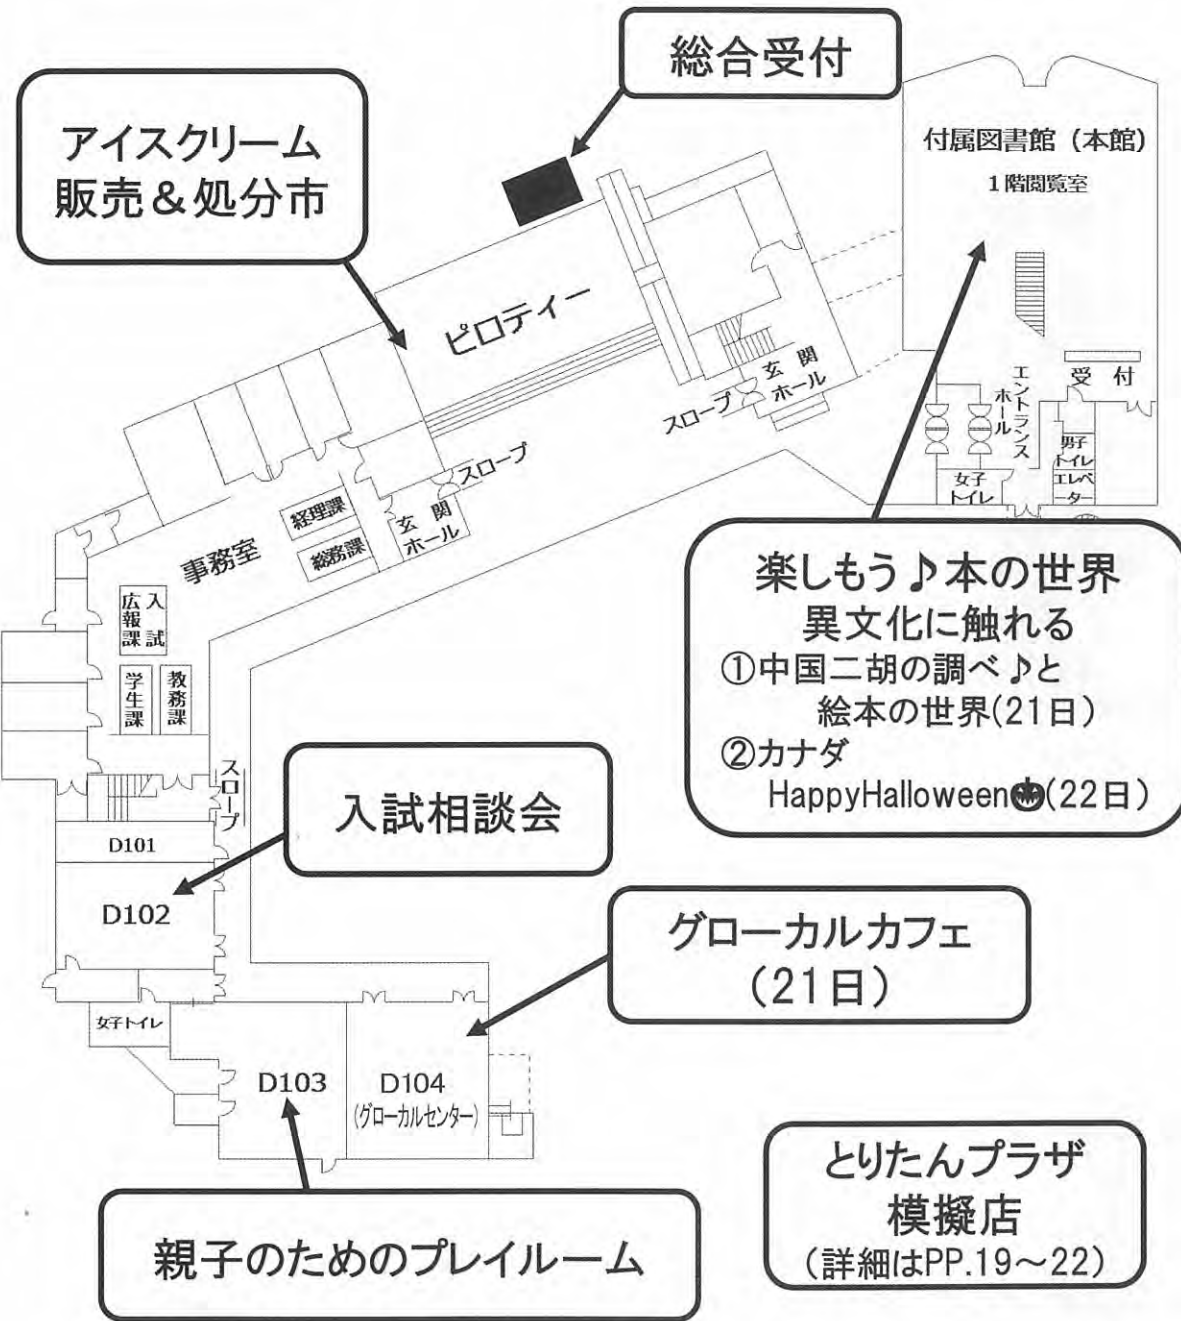 総合受付
アイスクリーム
販売＆処分市
付属図書館（本館）
１階閲覧室
ピロティー
玄関
ホール
スロープ
エントランス
ホール
受付
男子
トイレ
エレベ
ーター
女子
トイレ
スロープ
玄関
ホール
経理課
総務課
事務室
入試
広報課
学生課
教務課
スロープ
楽しもう♪本の世界
異文化に触れる
①中国二胡の調べ♪と
絵本の世界(21日)
②カナダ
HappyHalloween🎃(22日)
入試相談会
D101
D102
グローカルカフェ
(21日)
女子トイレ
D103
D104
(グローカルセンター)
親子のためのプレイルーム
とりたんプラザ
模擬店
(詳細はPP.19～22)